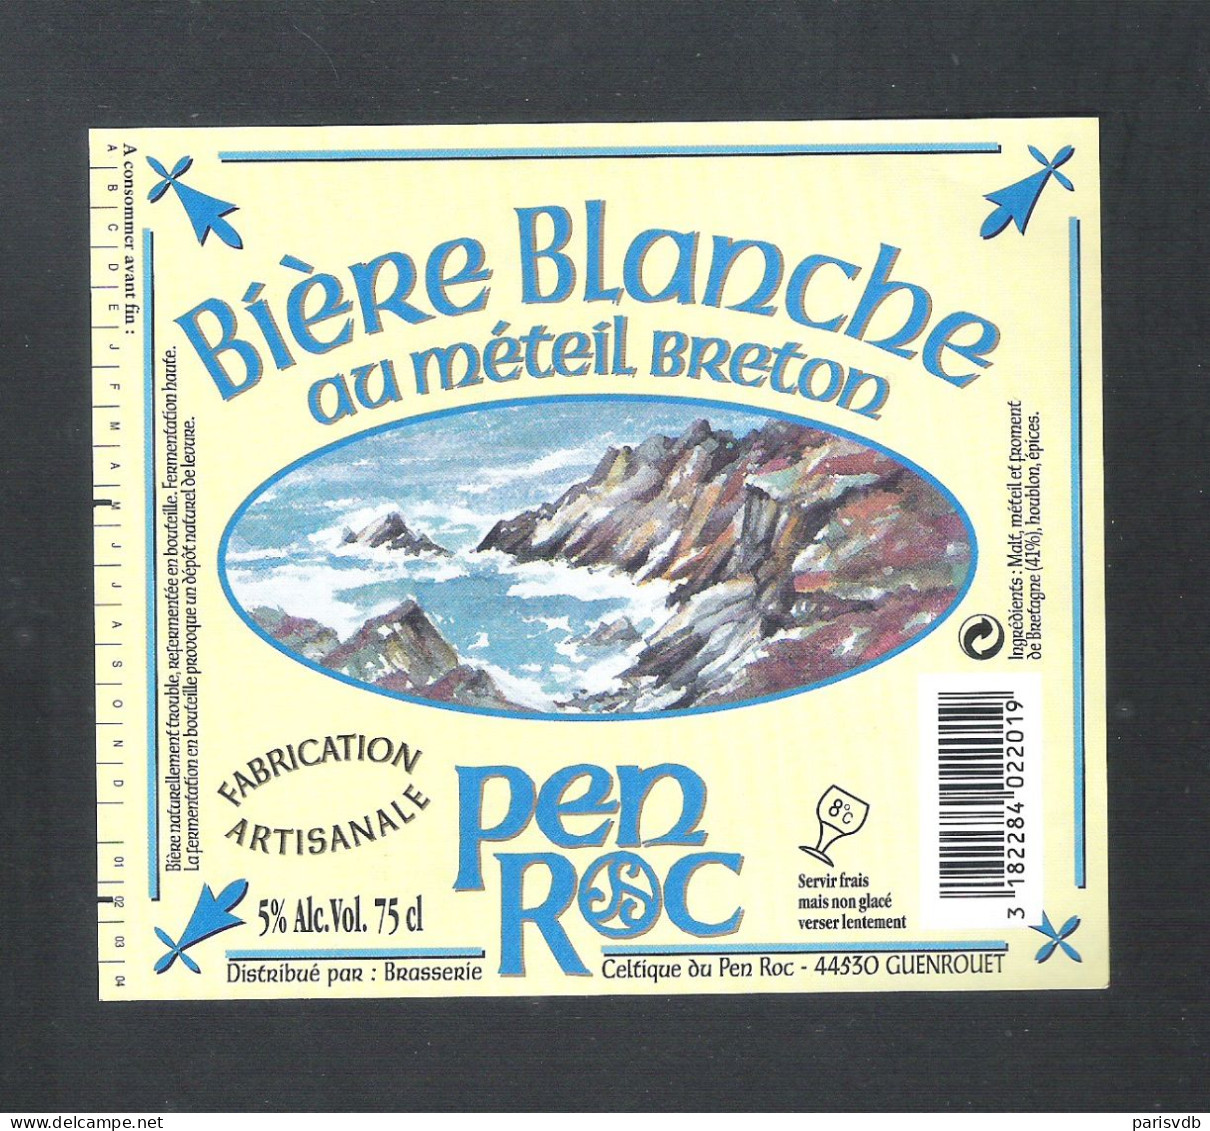 Bière Blanche
au méteil Breton
A consommer avant fin :
A B C D E J F M A M J J A S O N D 01 02 03 04
Bière naturellement trouble, refermentée en bouteille. Fermentation haute.
La fermentation en bouteille provoque un dépôt naturel de levure.
Ingrédients : Malt, méteil et froment
de Bretagne (41%), houblon, épices.
FABRICATION
ARTISANALE
Pen
Roc
8°C
Servir frais
mais non glacé
verser lentement
3 182284 022019
5% Alc.Vol. 75 cl
Distribué par : Brasserie Celtique du Pen Roc - 44530 GUENROUET
www.delcampe.net
parisvdb